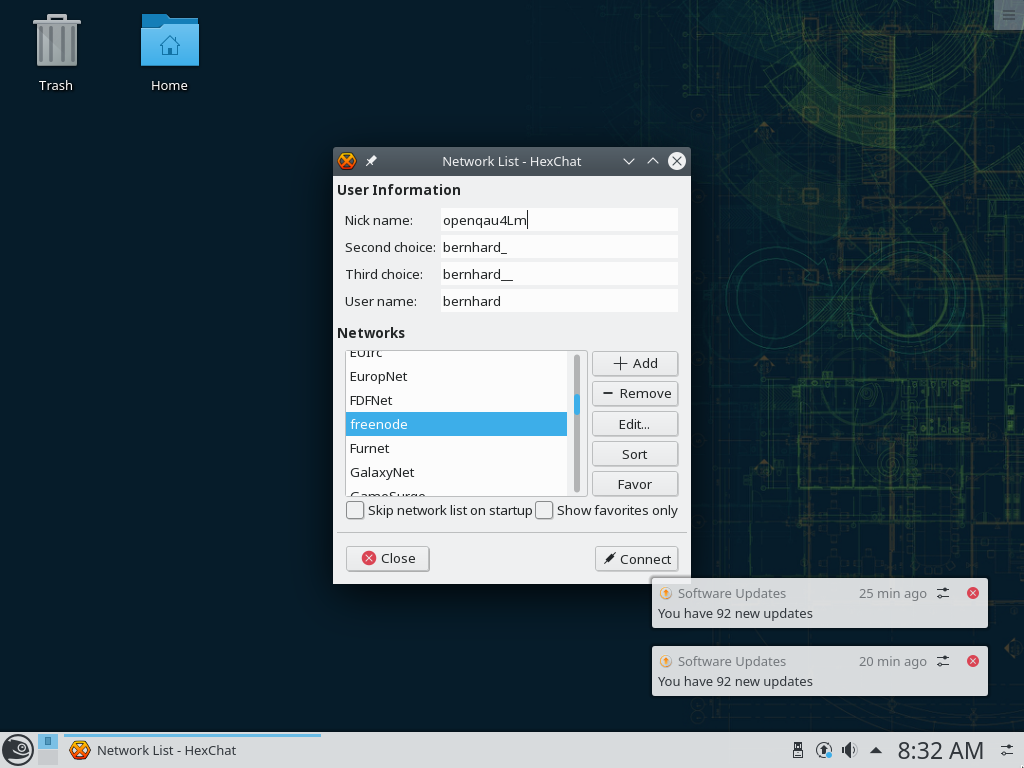 Trash
Home
Network List - HexChat
User Information
Nick name: openqau4Lm
Second choice: bernhard_
Third choice: bernhard__
User name: bernhard
Networks
EUIrc
EuropNet
FDFNet
freenode
Furnet
GalaxyNet
GameSurge
Add
Remove
Edit...
Sort
Favor
Skip network list on startup
Show favorites only
Close
Connect
Software Updates 25 min ago
You have 92 new updates
Software Updates 20 min ago
You have 92 new updates
Network List - HexChat
8:32 AM